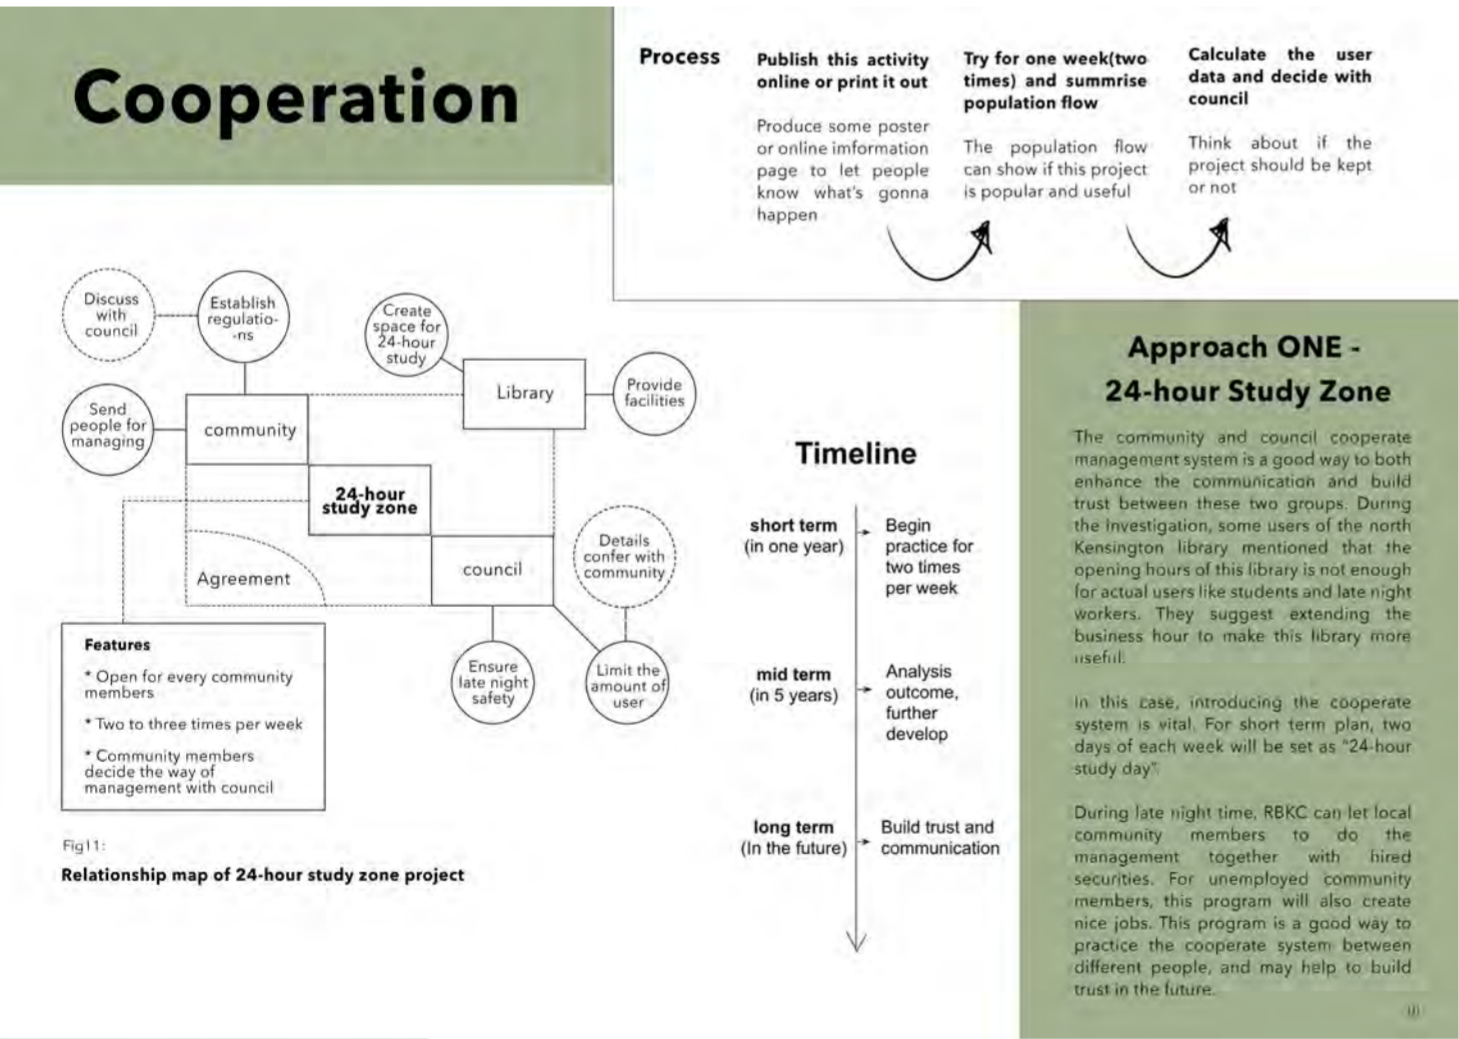 Cooperation
Process
Publish this activity
online or print it out
Produce some poster
or online imformation
page to let people
know what's gonna
happen
Try for one week(two
times) and summrise
population flow
The population flow
can show if this project
is popular and useful
Calculate the user
data and decide with
council
Think about if the
project should be kept
or not
Discuss
with
council
Establish
regulatio-
-ns
Create
space for
24-hour
study
Library
Provide
facilities
Send
people for
managing
community
24-hour
study zone
Agreement
council
Details
confer with
community
Ensure
late night
safety
Limit the
amount of
user
Features
* Open for every community
members
* Two to three times per week
* Community members
decide the way of
management with council
Fig11:
Relationship map of 24-hour study zone project
Timeline
short term
(in one year)
Begin
practice for
two times
per week
mid term
(in 5 years)
Analysis
outcome,
further
develop
long term
(In the future)
Build trust and
communication
Approach ONE -
24-hour Study Zone
The community and council cooperate
management system is a good way to both
enhance the communication and build
trust between these two groups. During
the investigation, some users of the north
Kensington library mentioned that the
opening hours of this library is not enough
for actual users like students and late night
workers. They suggest extending the
business hour to make this library more
useful.
In this case, introducing the cooperate
system is vital. For short term plan, two
days of each week will be set as "24-hour
study day".
During late night time, RBKC can let local
community members to do the
management together with hired
securities. For unemployed community
members, this program will also create
nice jobs. This program is a good way to
practice the cooperate system between
different people, and may help to build
trust in the future.